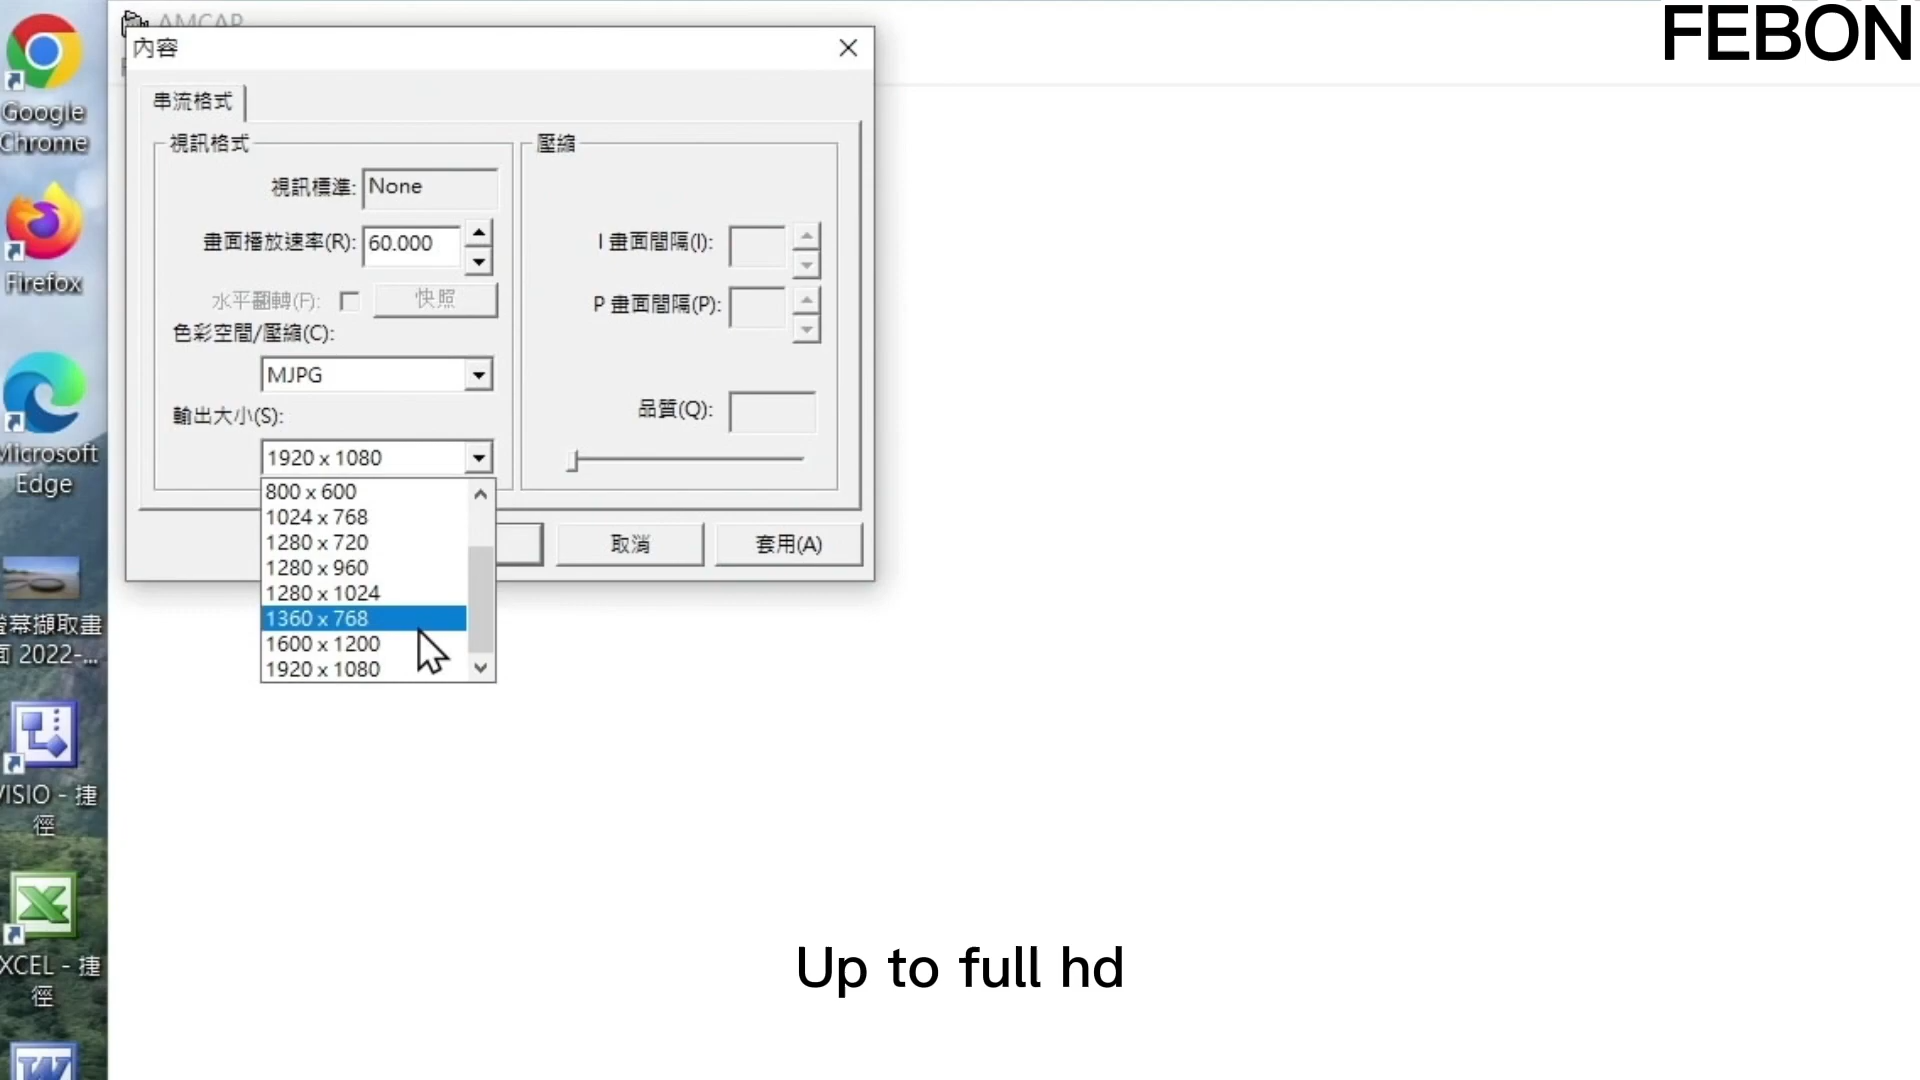 AMCAP
FEBON
內容
串流格式
視訊格式
視訊標準: None
畫面播放速率(R): 60.000
水平翻轉(F): 快照
色彩空間/壓縮(C):
MJPG
輸出大小(S):
1920 x 1080
800 x 600
1024 x 768
1280 x 720
1280 x 960
1280 x 1024
1360 x 768
1600 x 1200
1920 x 1080
壓縮
I 畫面間隔(I):
P 畫面間隔(P):
品質(Q):
取消
套用(A)
Google
Chrome
Firefox
Microsoft
Edge
螢幕擷取畫
面 2022-...
VISIO - 捷
徑
EXCEL - 捷
徑
Up to full hd